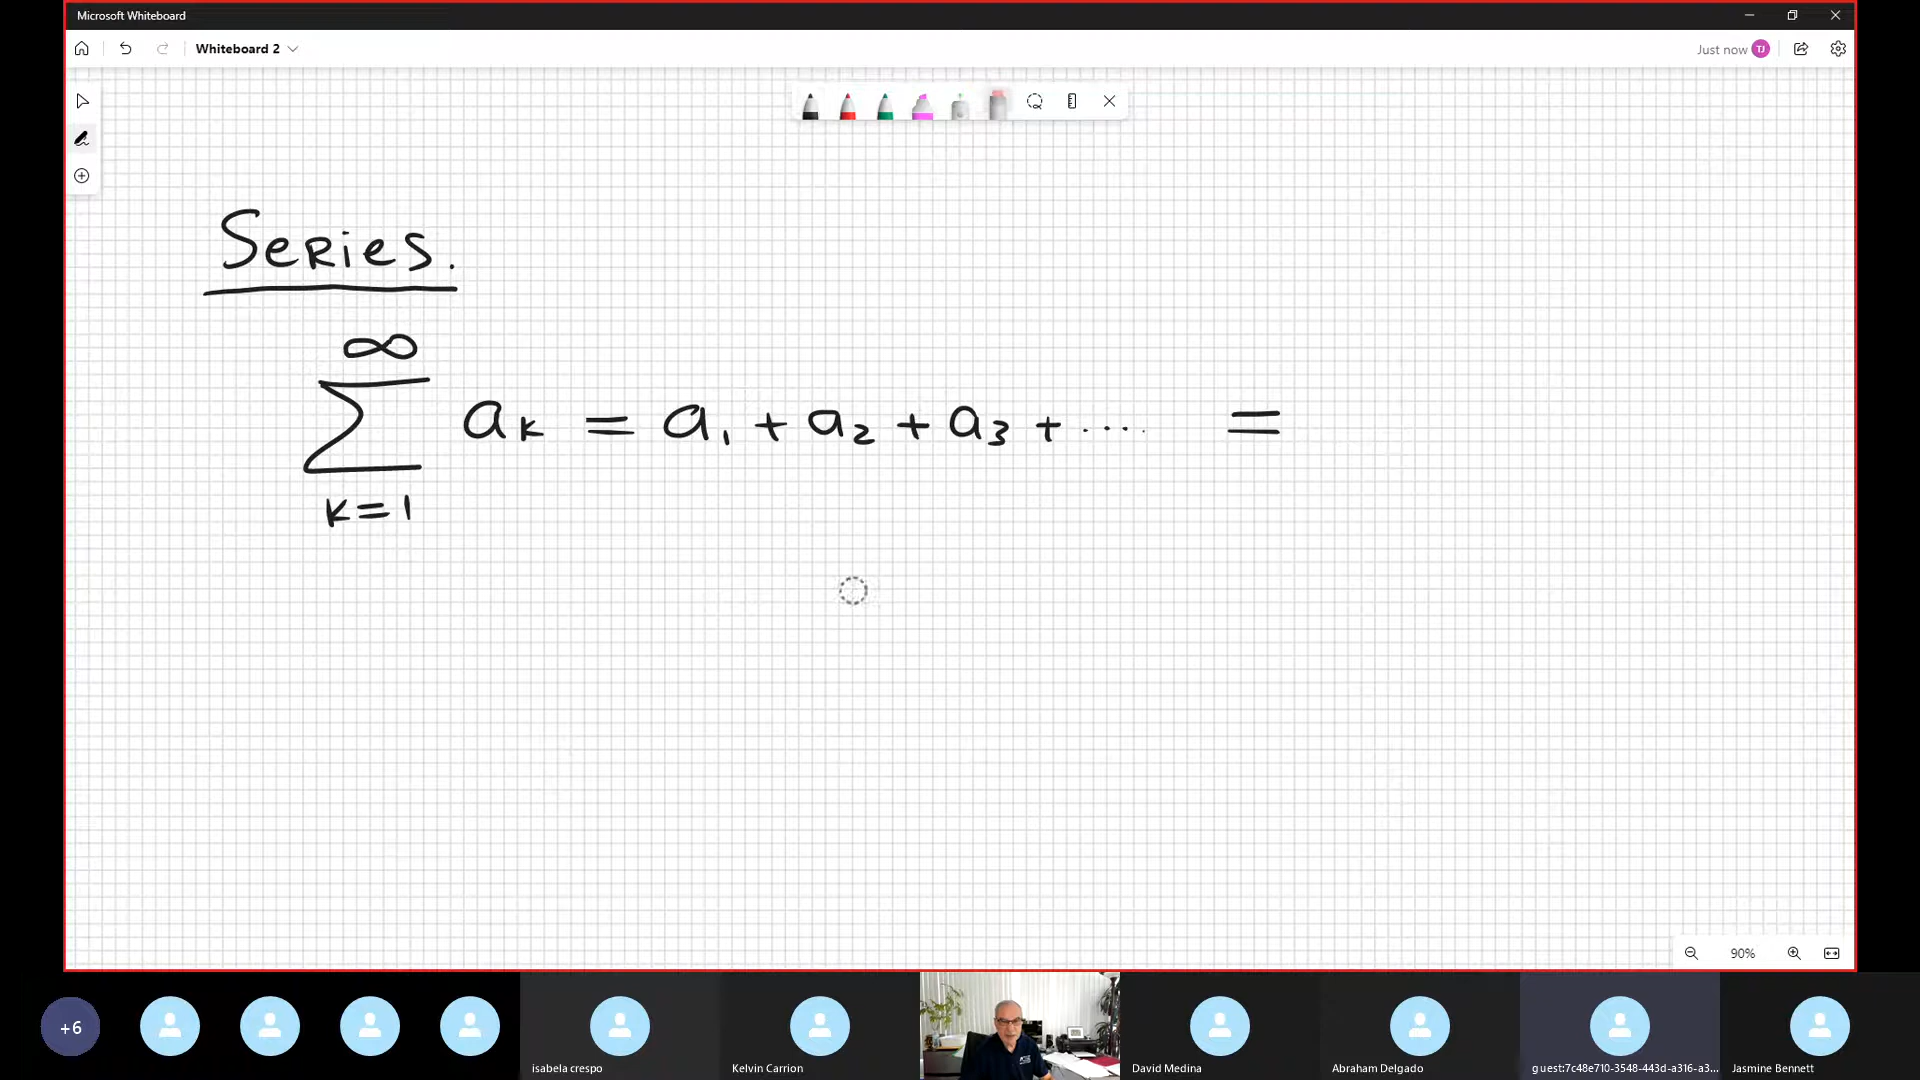 Microsoft Whiteboard
Whiteboard 2
Just now TJ
Series.
∞
∑ aₖ = a₁ + a₂ + a₃ + ..... =
k=1
90%
+6
isabela crespo
Kelvin Carrion
David Medina
Abraham Delgado
guest:7c48e710-3548-443d-a316-a3...
Jasmine Bennett